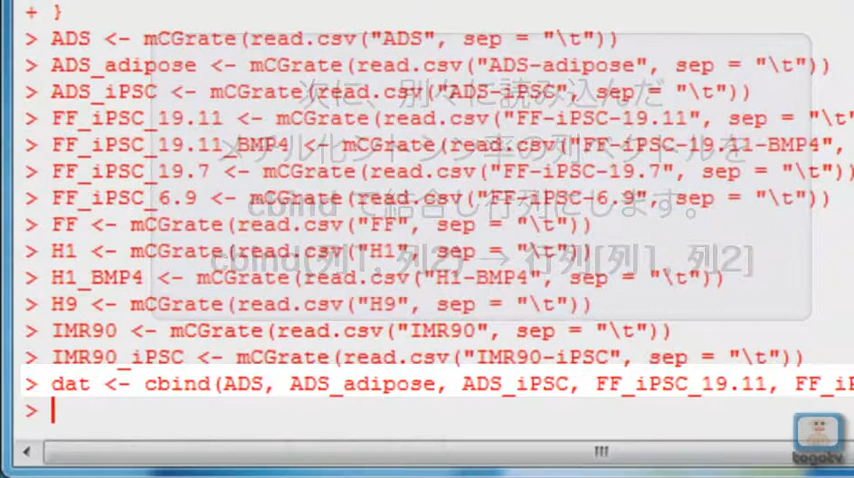 + }
> ADS <- mCGrate(read.csv("ADS", sep = "\t"))
> ADS_adipose <- mCGrate(read.csv("ADS-adipose", sep = "\t"))
> ADS_iPSC <- mCGrate(read.csv("ADS-iPSC", sep = "\t"))
次に、別々に読み込んだ
> FF_iPSC_19.11 <- mCGrate(read.csv("FF-iPSC-19.11", sep = "\t"
> FF_iPSC_19.11_BMP4 <- mCGrate(read.csv("FF-iPSC-19.11-BMP4",
メチル化シトシン率の列ベクトルを
> FF_iPSC_19.7 <- mCGrate(read.csv("FF-iPSC-19.7", sep = "\t"))
> FF_iPSC_6.9 <- mCGrate(read.csv("FF-iPSC-6.9", sep = "\t"))
cbind で結合し行列にします。
> FF <- mCGrate(read.csv("FF", sep = "\t"))
> H1 <- mCGrate(read.csv("H1", sep = "\t"))
cbind(列1, 列2) → 行列[列1, 列2]
> H1_BMP4 <- mCGrate(read.csv("H1-BMP4", sep = "\t"))
> H9 <- mCGrate(read.csv("H9", sep = "\t"))
> IMR90 <- mCGrate(read.csv("IMR90", sep = "\t"))
> IMR90_iPSC <- mCGrate(read.csv("IMR90-iPSC", sep = "\t"))
> dat <- cbind(ADS, ADS_adipose, ADS_iPSC, FF_iPSC_19.11, FF_iP
>
togotv